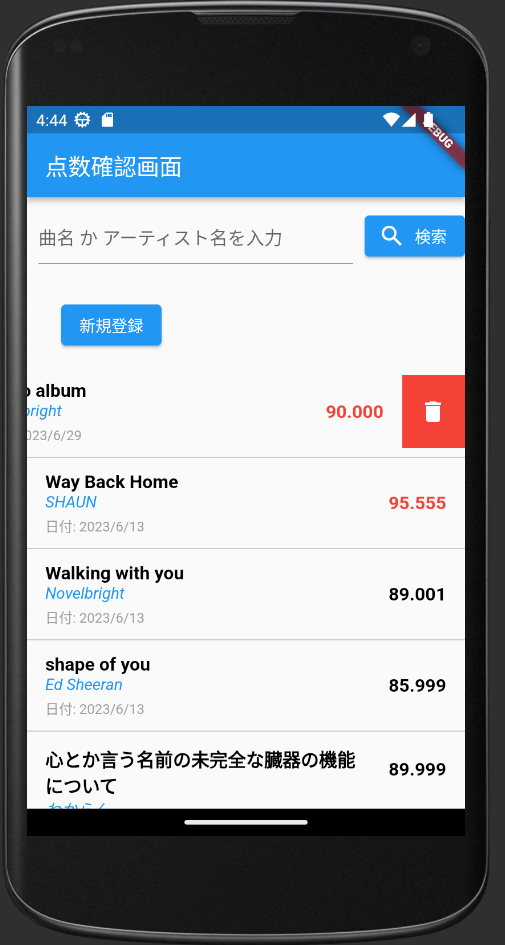 4:44
DEBUG
点数確認画面
曲名 か アーティスト名を入力
検索
新規登録
album
bright
90.000
023/6/29
Way Back Home
SHAUN
95.555
日付: 2023/6/13
Walking with you
Novelbright
89.001
日付: 2023/6/13
shape of you
Ed Sheeran
85.999
日付: 2023/6/13
心とか言う名前の未完全な臓器の機能
について
89.999